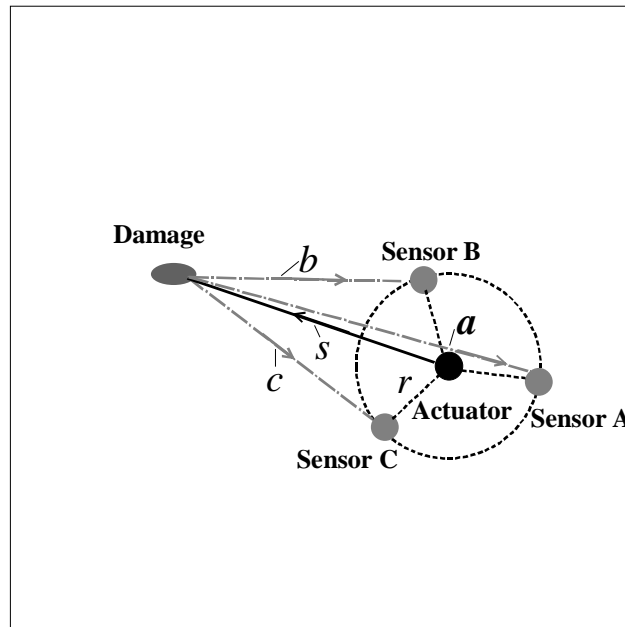 Damage
b
Sensor B
a
s
c
r
Actuator
Sensor A
Sensor C